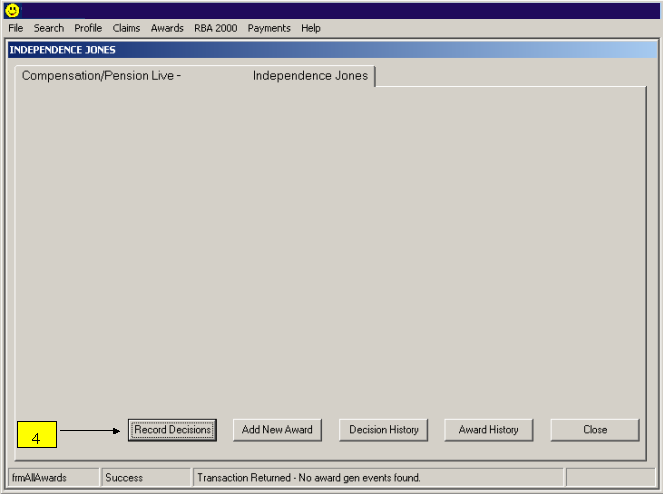 File Search Profile Claims Awards RBA 2000 Payments Help
INDEPENDENCE JONES
Compensation/Pension Live - Independence Jones
4 Record Decisions Add New Award Decision History Award History Close
frmAllAwards Success Transaction Returned - No award gen events found.